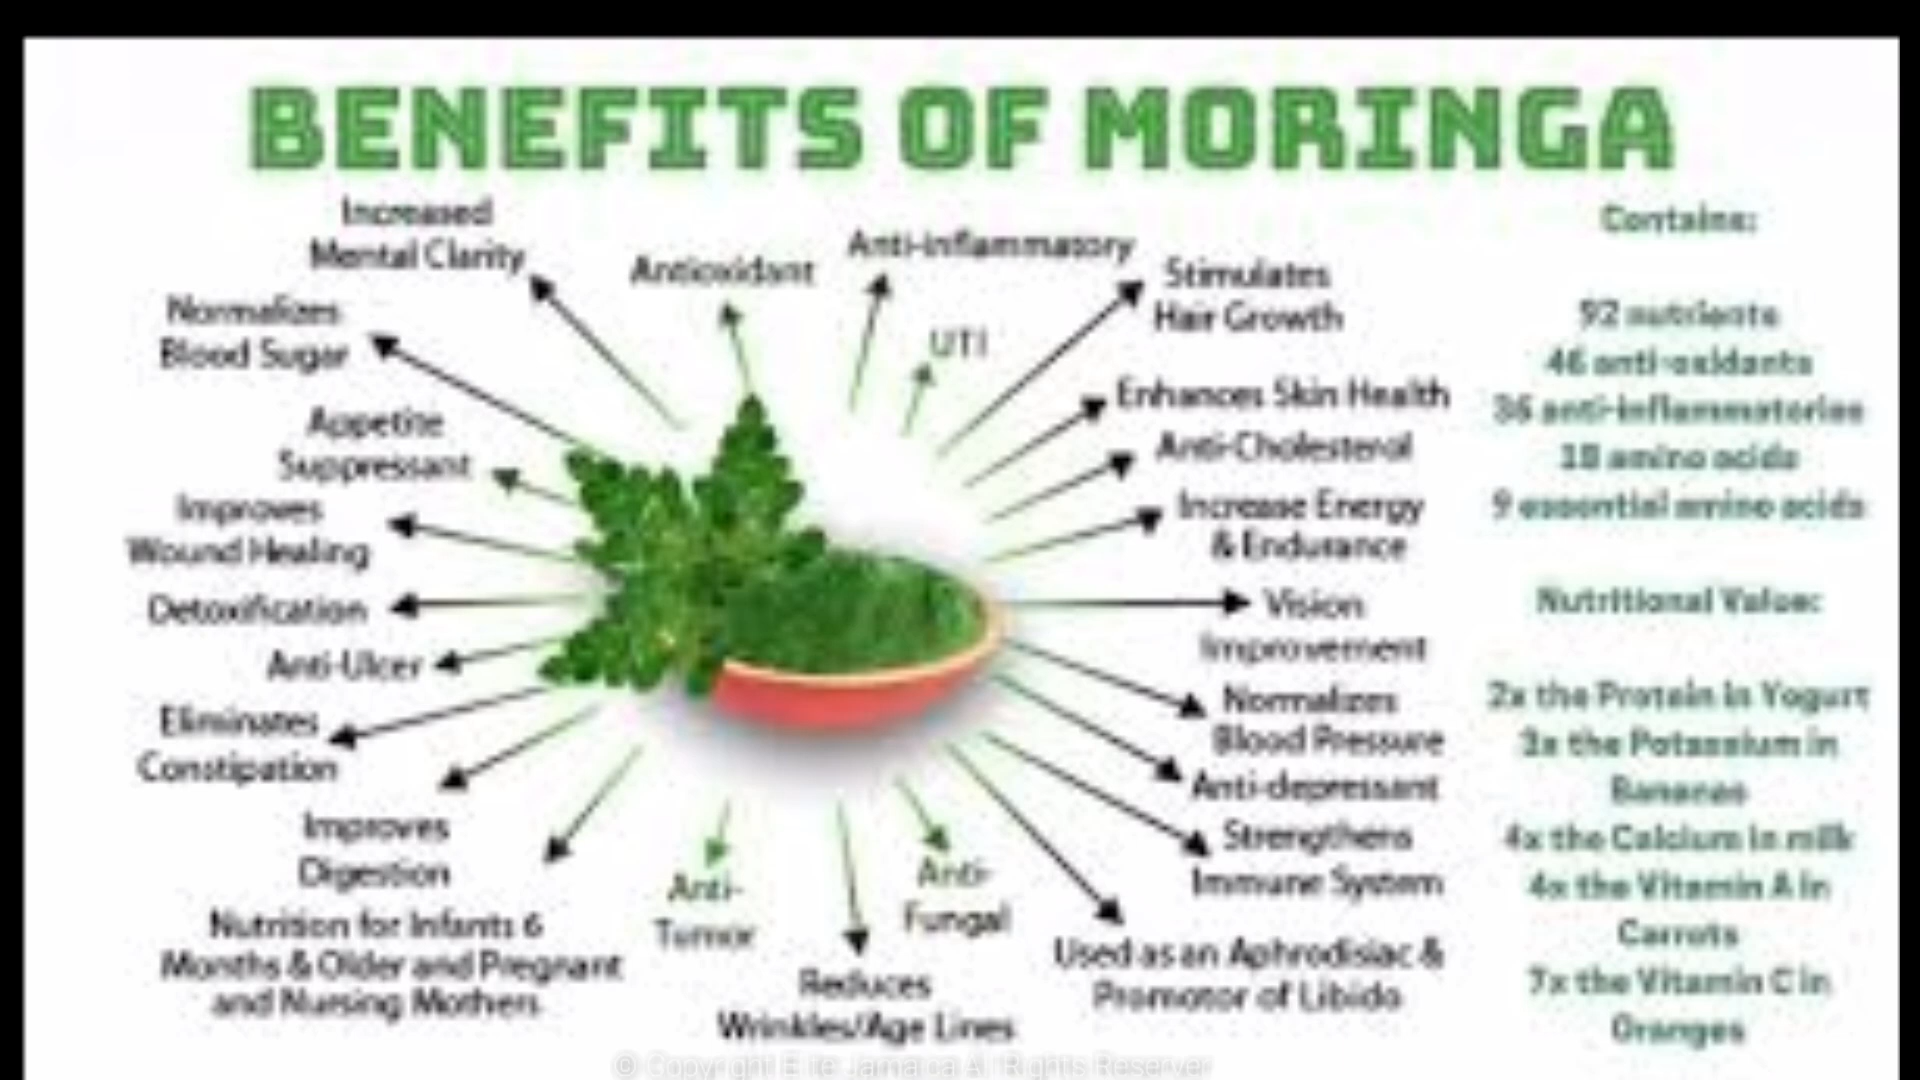 BENEFITS OF MORINGA
Increased
Mental Clarity
Antioxidant
Anti-inflammatory
UTI
Stimulates
Hair Growth
Normalizes
Blood Sugar
Enhances Skin Health
Appetite
Suppressant
Anti-Cholesterol
Improves
Wound Healing
Increase Energy
& Endurance
Detoxification
Vision
Improvement
Anti-Ulcer
Normalizes
Blood Pressure
Eliminates
Constipation
Anti-depressant
Improves
Digestion
Strengthens
Immune System
Nutrition for Infants 6
Months & Older and Pregnant
and Nursing Mothers
Anti-
Tumor
Reduces
Wrinkles/Age Lines
Anti-
Fungal
Used as an Aphrodisiac &
Promotor of Libido
Contains:
92 nutrients
46 anti-oxidants
36 anti-inflammatories
18 amino acids
9 essential amino acids
Nutritional Value:
2x the Protein in Yogurt
3x the Potassium in
Bananas
4x the Calcium in milk
4x the Vitamin A in
Carrots
7x the Vitamin C in
Oranges
© Copyright Elite Jamaica All Rights Reserver